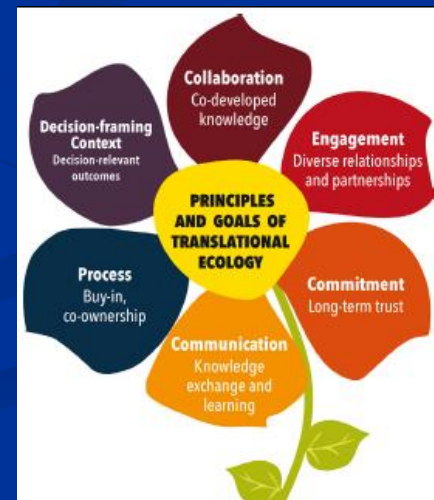 Collaboration
Co-developed
knowledge
Engagement
Diverse relationships
and partnerships
Commitment
Long-term trust
Communication
Knowledge
exchange and
learning
Process
Buy-in,
co-ownership
Decision-framing
Context
Decision-relevant
outcomes
PRINCIPLES
AND GOALS OF
TRANSLATIONAL
ECOLOGY